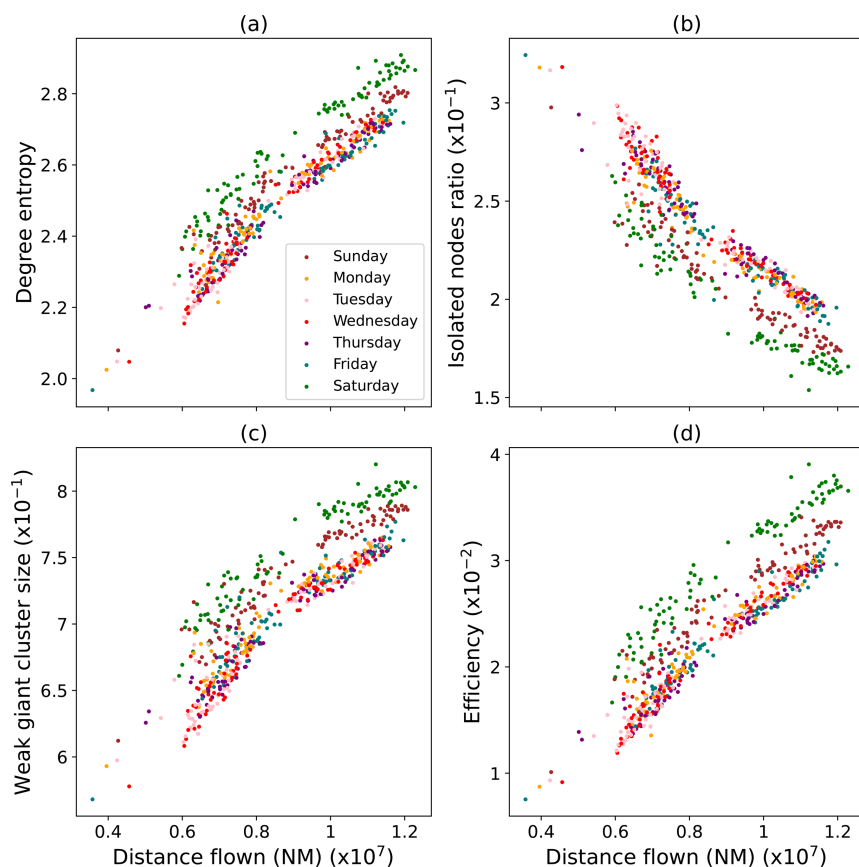 (a)
(b)
Degree entropy
2.8
2.6
2.4
2.2
2.0
Sunday
Monday
Tuesday
Wednesday
Thursday
Friday
Saturday
Isolated nodes ratio (x10⁻¹)
3
2.5
2
1.5
(c)
(d)
Weak giant cluster size (x10⁻¹)
8
7.5
7
6.5
6
0.4 0.6 0.8 1 1.2
Distance flown (NM) (x10⁷)
Efficiency (x10⁻²)
4
3
2
1
0.4 0.6 0.8 1 1.2
Distance flown (NM) (x10⁷)